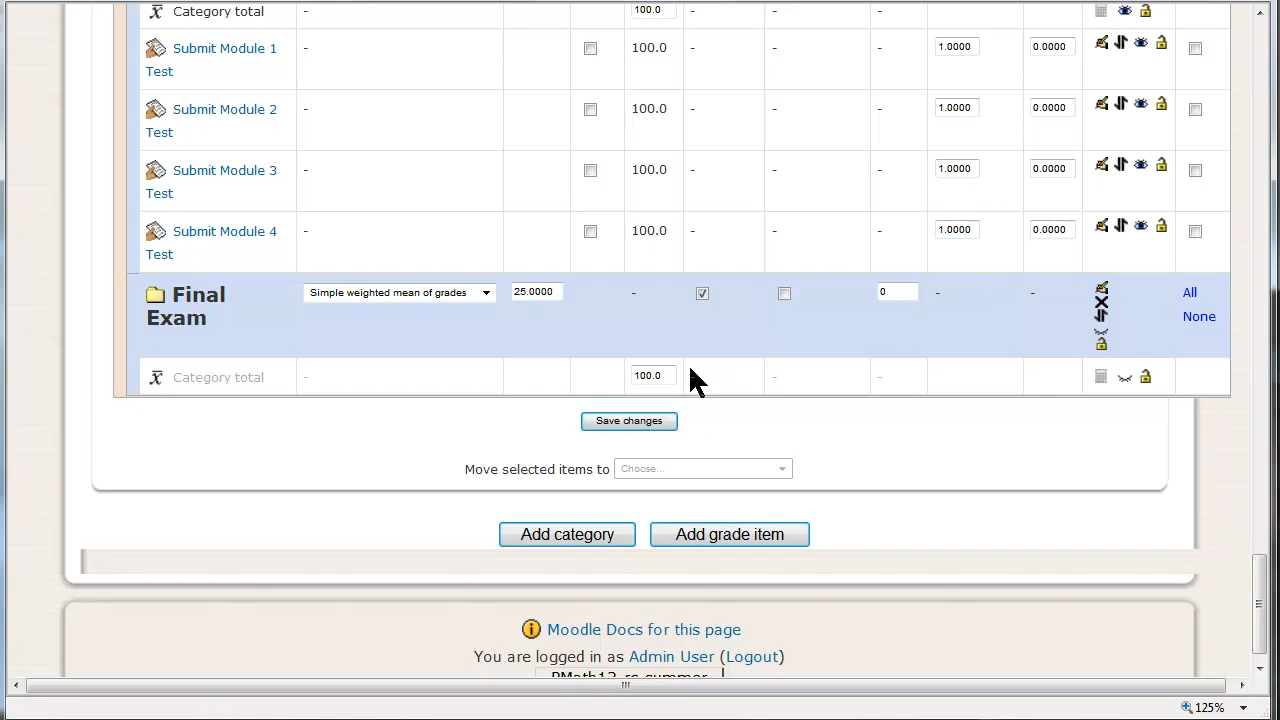 Category total 100.0 - - -
Submit Module 1 - 100.0 - - - 1.0000 0.0000
Test
Submit Module 2 - 100.0 - - - 1.0000 0.0000
Test
Submit Module 3 - 100.0 - - - 1.0000 0.0000
Test
Submit Module 4 - 100.0 - - - 1.0000 0.0000
Test
Final Simple weighted mean of grades 25.0000 - 0 - - All
Exam None
x̄ Category total - 100.0 - -
Save changes
Move selected items to Choose...
Add category Add grade item
Moodle Docs for this page
You are logged in as Admin User (Logout)
PMath12_rs_summer
125%